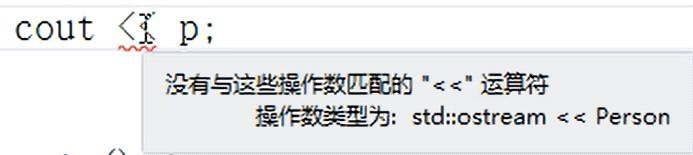 cout << p;
没有与这些操作数匹配的 "<<" 运算符
操作数类型为: std::ostream << Person